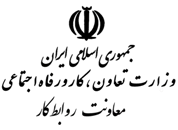 جمهوری اسلامی ایران
وزارت تعاون، کار و رفاه اجتماعی
معاونت روابط کار